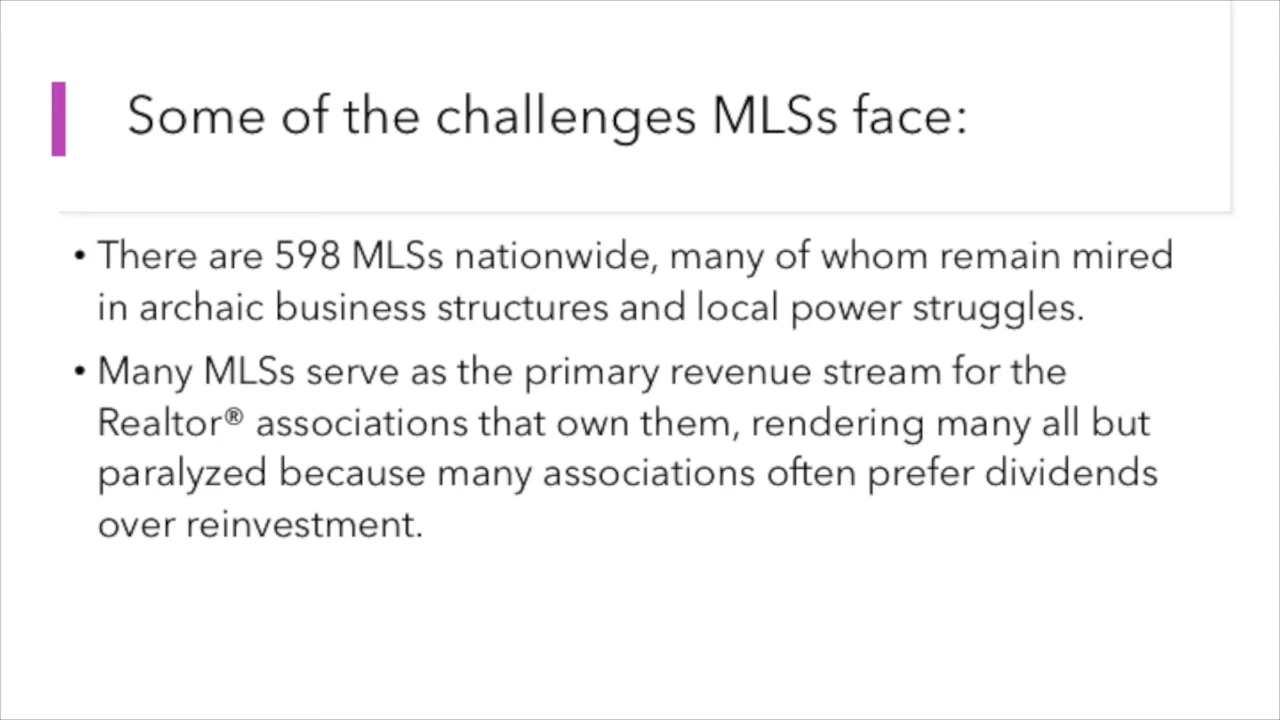 Some of the challenges MLSs face:
• There are 598 MLSs nationwide, many of whom remain mired
in archaic business structures and local power struggles.
• Many MLSs serve as the primary revenue stream for the
Realtor® associations that own them, rendering many all but
paralyzed because many associations often prefer dividends
over reinvestment.